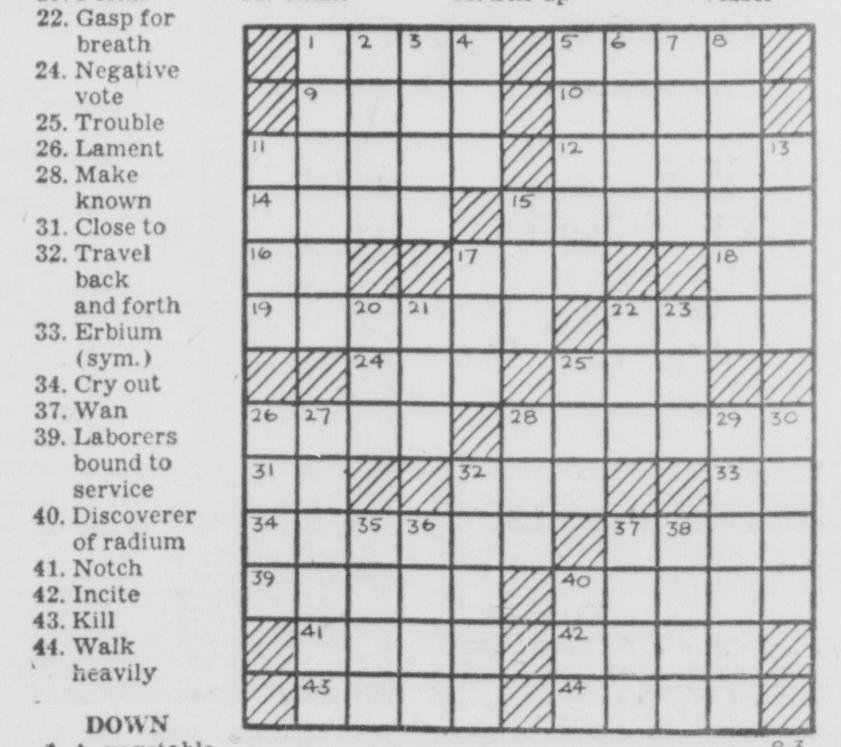 22. Gasp for
breath
24. Negative
vote
25. Trouble
26. Lament
28. Make
known
31. Close to
32. Travel
back
and forth
33. Erbium
(sym.)
34. Cry out
37. Wan
39. Laborers
bound to
service
40. Discoverer
of radium
41. Notch
42. Incite
43. Kill
44. Walk
heavily
DOWN
1 2 3 4 5 6 7 8
9 10
11 12 13
14 15
16 17 18
19 20 21 22 23
24 25
26 27 28 29 30
31 32 33
34 35 36 37 38
39 40
41 42
43 44